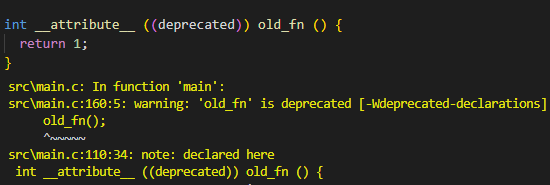 int __attribute__ ((deprecated)) old_fn () {
  return 1;
}
src\main.c: In function 'main':
src\main.c:160:5: warning: 'old_fn' is deprecated [-Wdeprecated-declarations]
     old_fn();
     ^~~~~~
src\main.c:110:34: note: declared here
 int __attribute__ ((deprecated)) old_fn () {